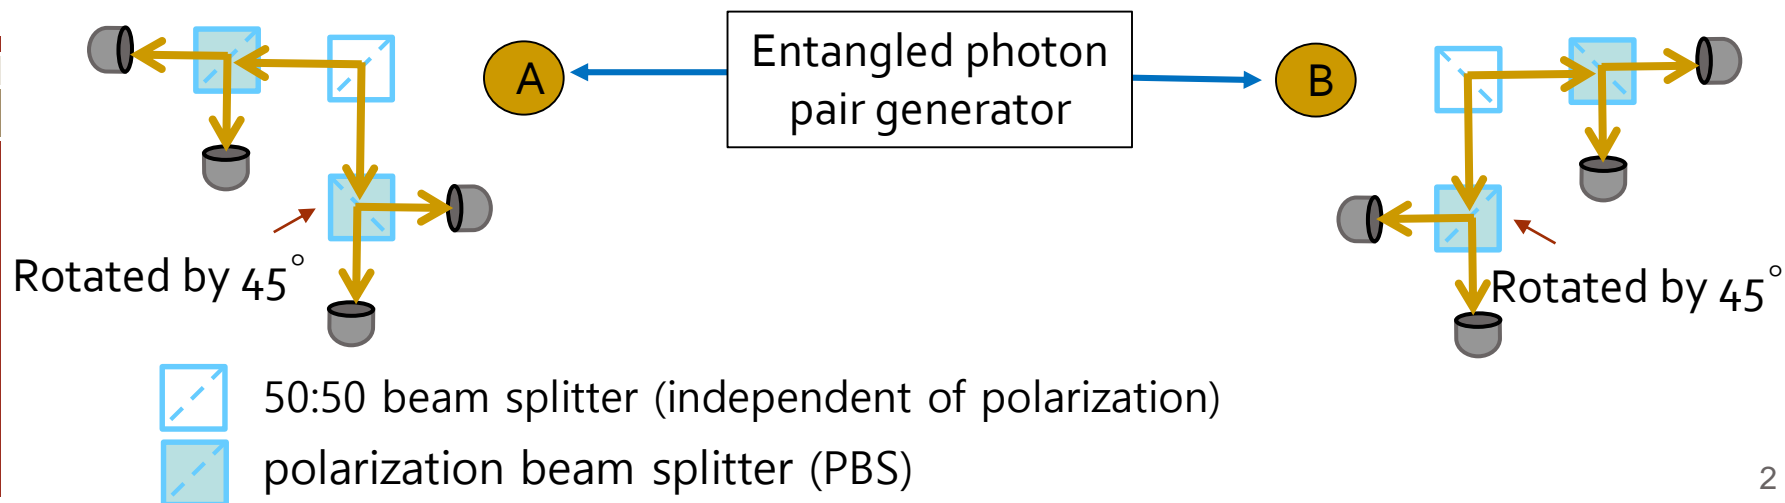 Entangled photon
pair generator
A
B
Rotated by 45°
Rotated by 45°
50:50 beam splitter (independent of polarization)
polarization beam splitter (PBS)
2